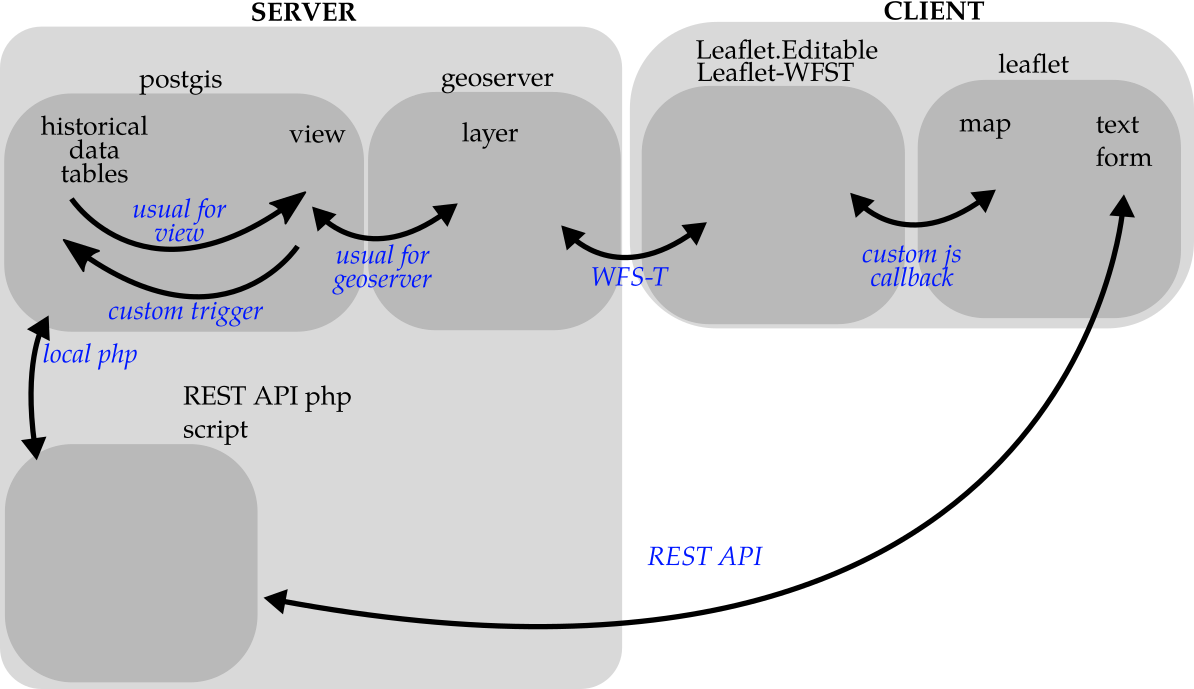 SERVER
CLIENT
postgis
geoserver
Leaflet.Editable
Leaflet-WFST
leaflet
historical
data
tables
view
layer
map
text
form
usual for
view
usual for
geoserver
WFS-T
custom js
callback
custom trigger
local php
REST API php
script
REST API